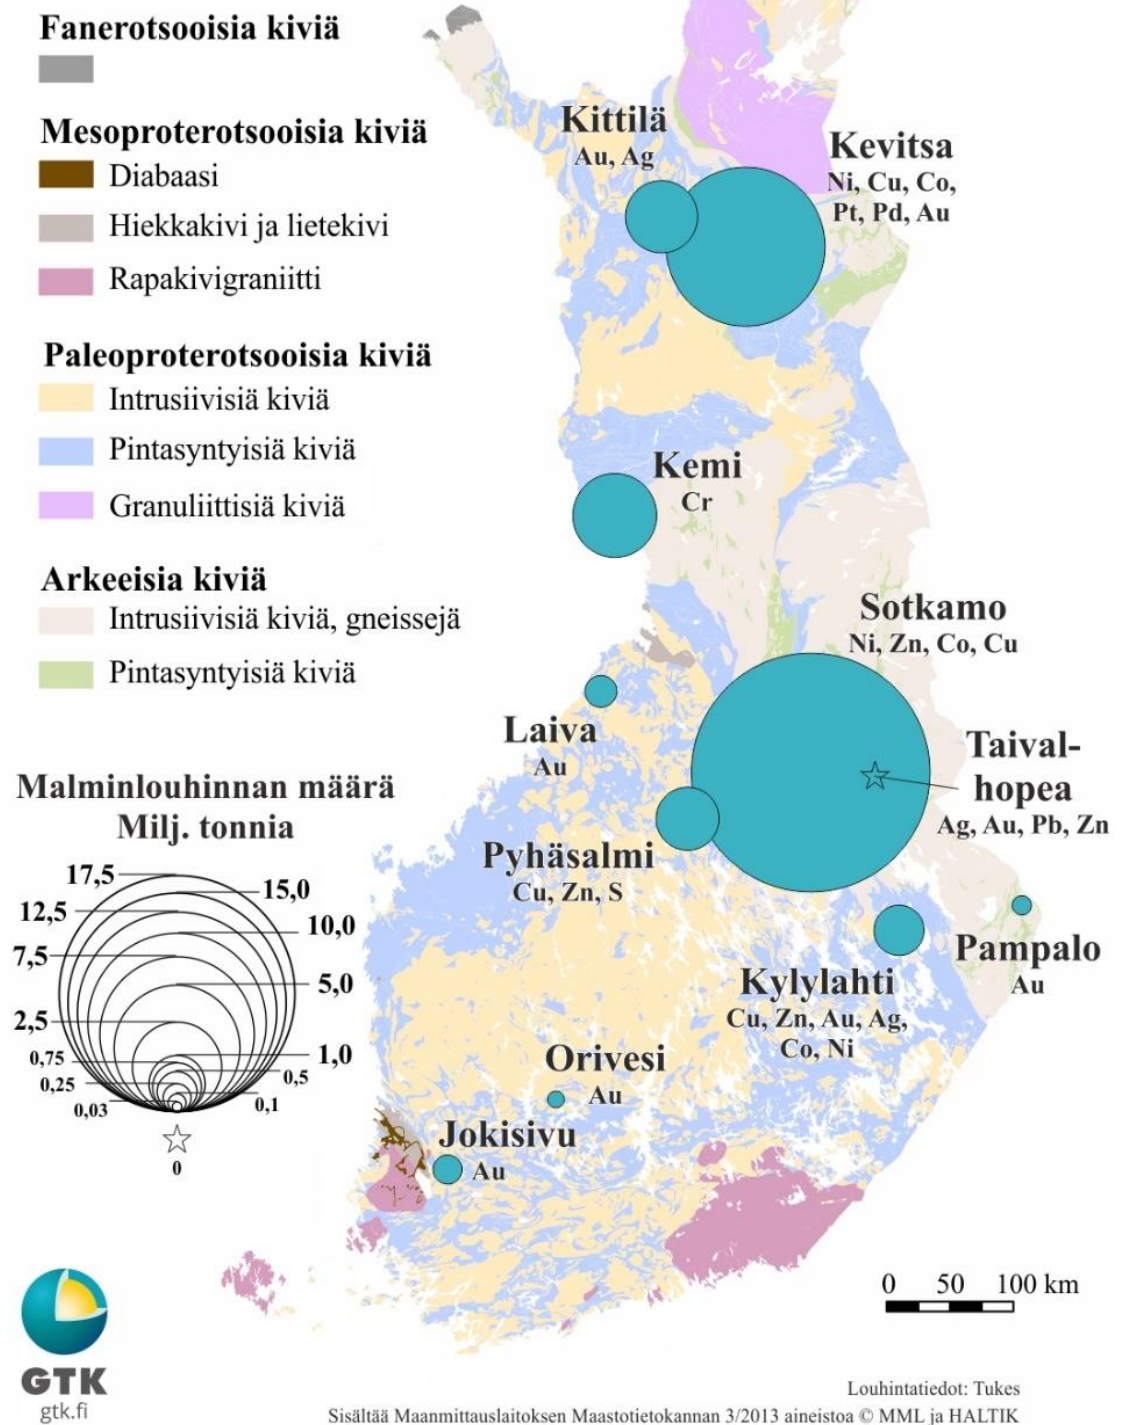 Fanerotsooisia kiviä
Mesoproterotsooisia kiviä
Diabaasi
Hiekkakivi ja lietekivi
Rapakivigraniitti
Paleoproterotsooisia kiviä
Intrusiivisiä kiviä
Pintasyntyisiä kiviä
Granuliittisiä kiviä
Arkeeisia kiviä
Intrusiivisiä kiviä, gneissejä
Pintasyntyisiä kiviä
Malminlouhinnan määrä
Milj. tonnia
17,5
15,0
12,5
10,0
7,5
5,0
2,5
1,0
0,75
0,5
0,25
0,1
0,03
0
Kittilä
Au, Ag
Kevitsa
Ni, Cu, Co,
Pt, Pd, Au
Kemi
Cr
Sotkamo
Ni, Zn, Co, Cu
Laiva
Au
Taival-
hopea
Ag, Au, Pb, Zn
Pyhäsalmi
Cu, Zn, S
Pampalo
Au
Kylylahti
Cu, Zn, Au, Ag,
Co, Ni
Orivesi
Au
Jokisivu
Au
0 50 100 km
GTK
gtk.fi
Louhintatiedot: Tukes
Sisältää Maanmittauslaitoksen Maastotietokannan 3/2013 aineistoa © MML ja HALTIK